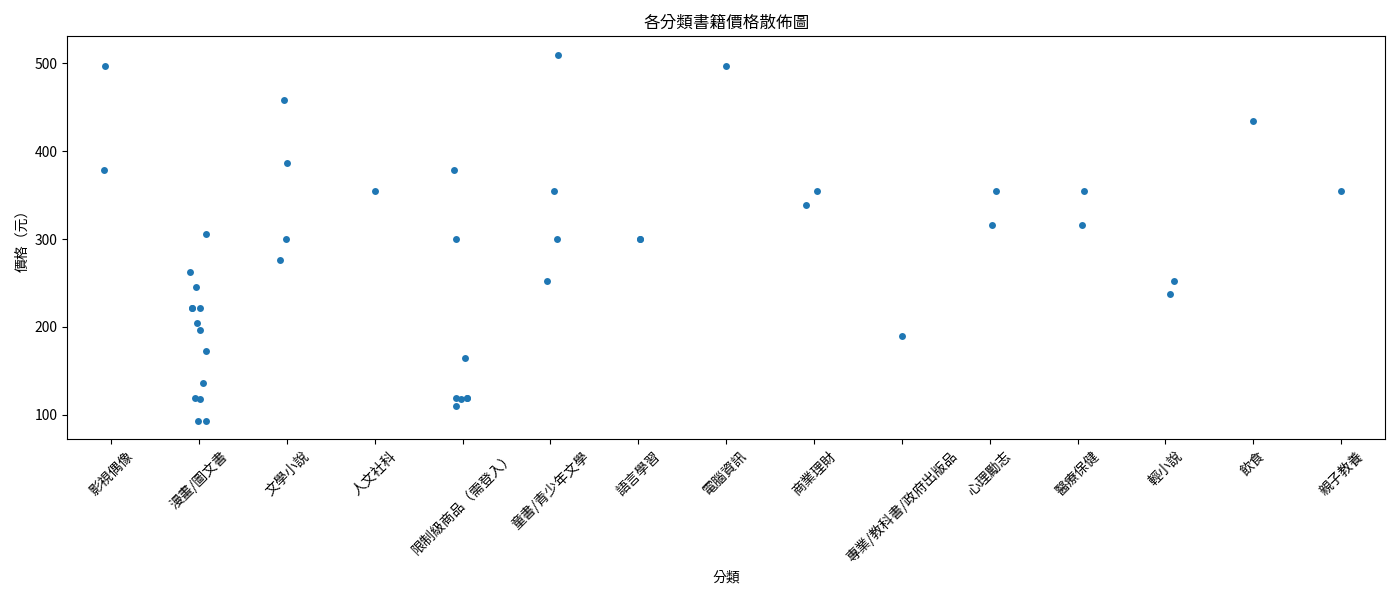 各分類書籍價格散佈圖
價格（元）
500
400
300
200
100
影視偶像
漫畫/圖文書
文學小說
人文社科
限制級商品（需登入）
童書/青少年文學
語言學習
電腦資訊
商業理財
專業/教科書/政府出版品
心理勵志
醫療保健
輕小說
飲食
親子教養
分類